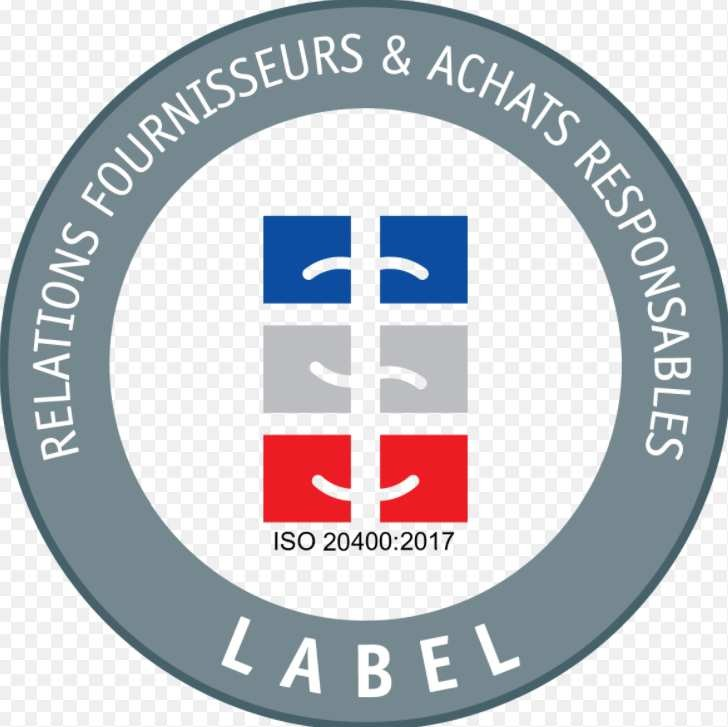 RELATIONS FOURNISSEURS & ACHATS RESPONSABLES
ISO 20400:2017
LABEL